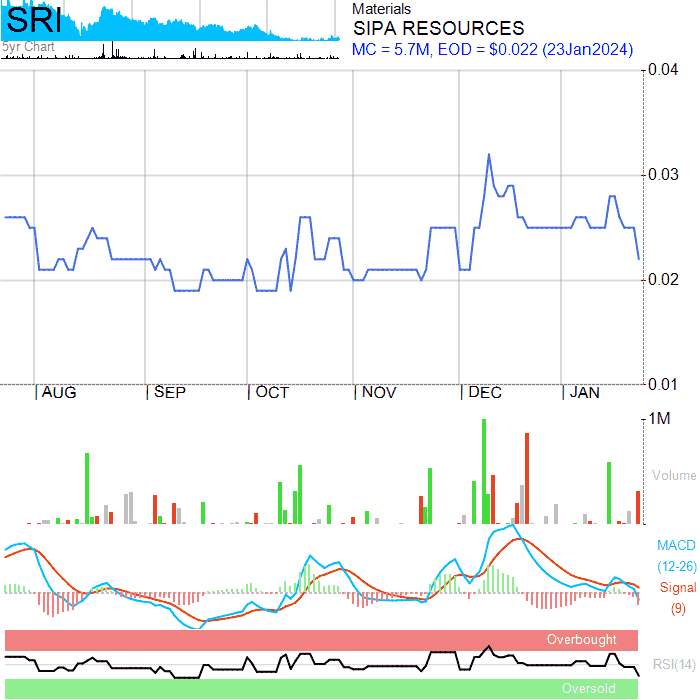 SRI
5yr Chart
Materials
SIPA RESOURCES
MC = 5.7M, EOD = $0.022 (23Jan2024)
0.04
0.03
0.02
0.01
AUG SEP OCT NOV DEC JAN
1M
Volume
MACD
(12-26)
Signal
(9)
Overbought
RSI(14)
Oversold